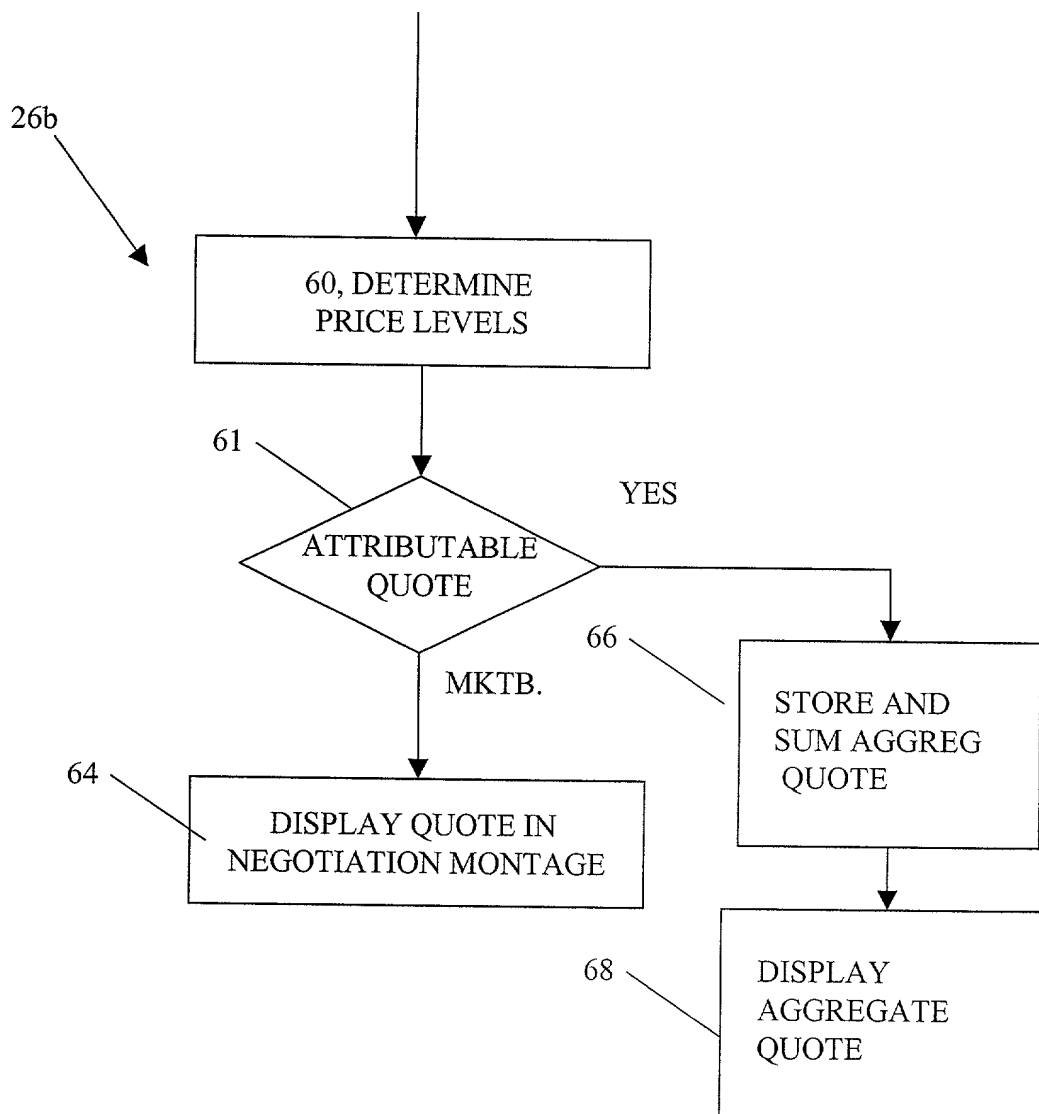 26b
60, DETERMINE
PRICE LEVELS
61
YES
ATTRIBUTABLE
QUOTE
66
MKTB.
STORE AND
SUM AGGREG
QUOTE
64
DISPLAY QUOTE IN
NEGOTIATION MONTAGE
68
DISPLAY
AGGREGATE
QUOTE